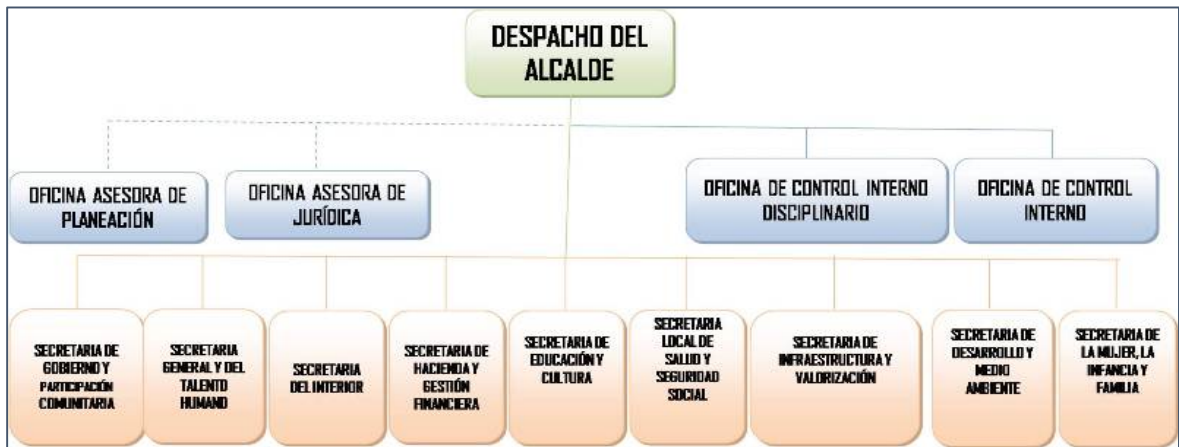 DESPACHO DEL
ALCALDE
OFICINA ASESORA DE
PLANEACIÓN
OFICINA ASESORA DE
JURÍDICA
OFICINA DE CONTROL INTERNO
DISCIPLINARIO
OFICINA DE CONTROL
INTERNO
SECRETARIA DE
GOBIERNO Y
PARTICIPACIÓN
COMUNITARIA
SECRETARIA
GENERAL Y DEL
TALENTO
HUMANO
SECRETARIA
DEL INTERIOR
SECRETARIA DE
HACIENDA Y
GESTIÓN
FINANCIERA
SECRETARIA DE
EDUCACIÓN Y
CULTURA
SECRETARIA
LOCAL DE
SALUD Y
SEGURIDAD
SOCIAL
SECRETARIA DE
INFRAESTRUCTURA Y
VALORIZACIÓN
SECRETARIA DE
DESARROLLO Y
MEDIO
AMBIENTE
SECRETARIA DE
LA MUJER, LA
INFANCIA Y
FAMILIA